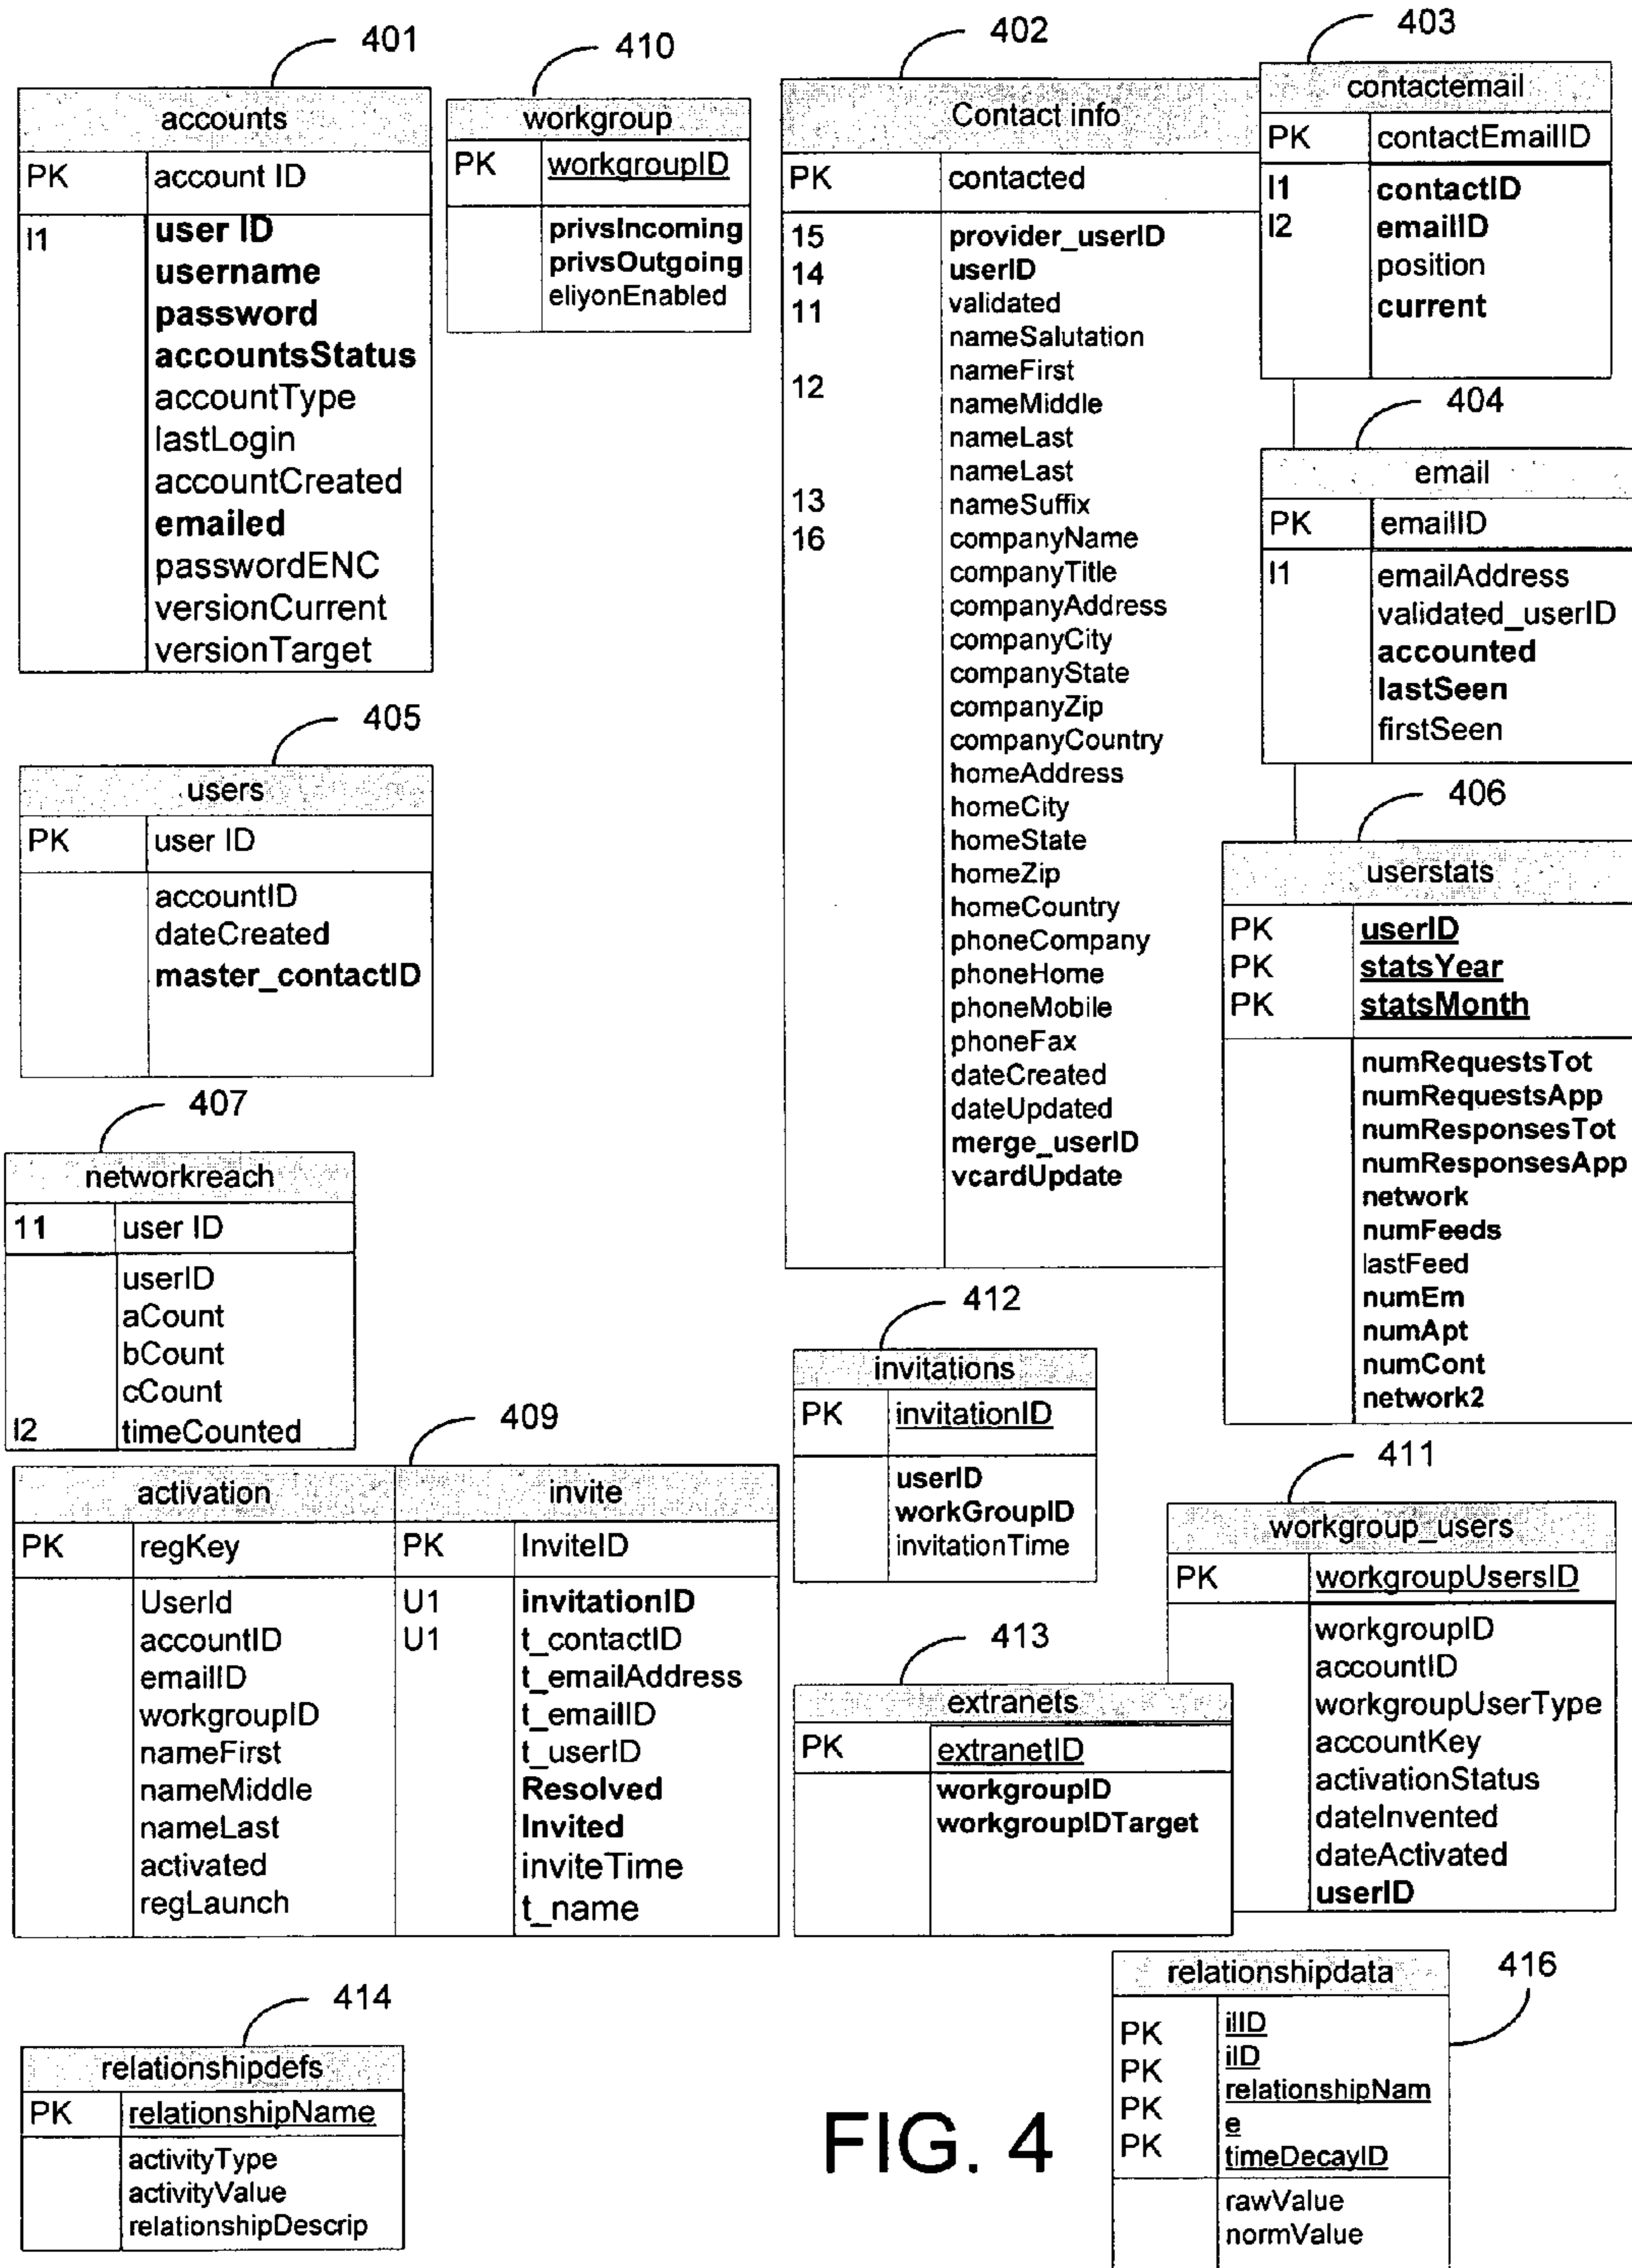 401
accounts
PK account ID
I1 user ID
username
password
accountsStatus
accountType
lastLogin
accountCreated
emailed
passwordENC
versionCurrent
versionTarget
410
workgroup
PK workgroupID
privsIncoming
privsOutgoing
eliyonEnabled
402
Contact info
PK contacted
15 provider_userID
14 userID
11 validated
nameSalutation
nameFirst
12 nameMiddle
nameLast
nameLast
13 nameSuffix
16 companyName
companyTitle
companyAddress
companyCity
companyState
companyZip
companyCountry
homeAddress
homeCity
homeState
homeZip
homeCountry
phoneCompany
phoneHome
phoneMobile
phoneFax
dateCreated
dateUpdated
merge_userID
vcardUpdate
403
contactemail
PK contactEmailID
I1 contactID
I2 emailID
position
current
404
email
PK emailID
I1 emailAddress
validated_userID
accounted
lastSeen
firstSeen
405
users
PK user ID
accountID
dateCreated
master_contactID
406
userstats
PK userID
PK statsYear
PK statsMonth
numRequestsTot
numRequestsApp
numResponsesTot
numResponsesApp
network
numFeeds
lastFeed
numEm
numApt
numCont
network2
407
networkreach
11 user ID
userID
aCount
bCount
cCount
I2 timeCounted
409
activation
PK regKey
UserId
accountID
emailID
workgroupID
nameFirst
nameMiddle
nameLast
activated
regLaunch
invite
PK InviteID
U1 invitationID
U1 t_contactID
t_emailAddress
t_emailID
t_userID
Resolved
Invited
inviteTime
t_name
412
invitations
PK invitationID
userID
workGroupID
invitationTime
413
extranets
PK extranetID
workgroupID
workgroupIDTarget
411
workgroup_users
PK workgroupUsersID
workgroupID
accountID
workgroupUserType
accountKey
activationStatus
dateInvented
dateActivated
userID
414
relationshipdefs
PK relationshipName
activityType
activityValue
relationshipDescrip
416
relationshipdata
PK iIID
PK iID
PK relationshipNam
e
PK timeDecayID
rawValue
normValue
FIG. 4